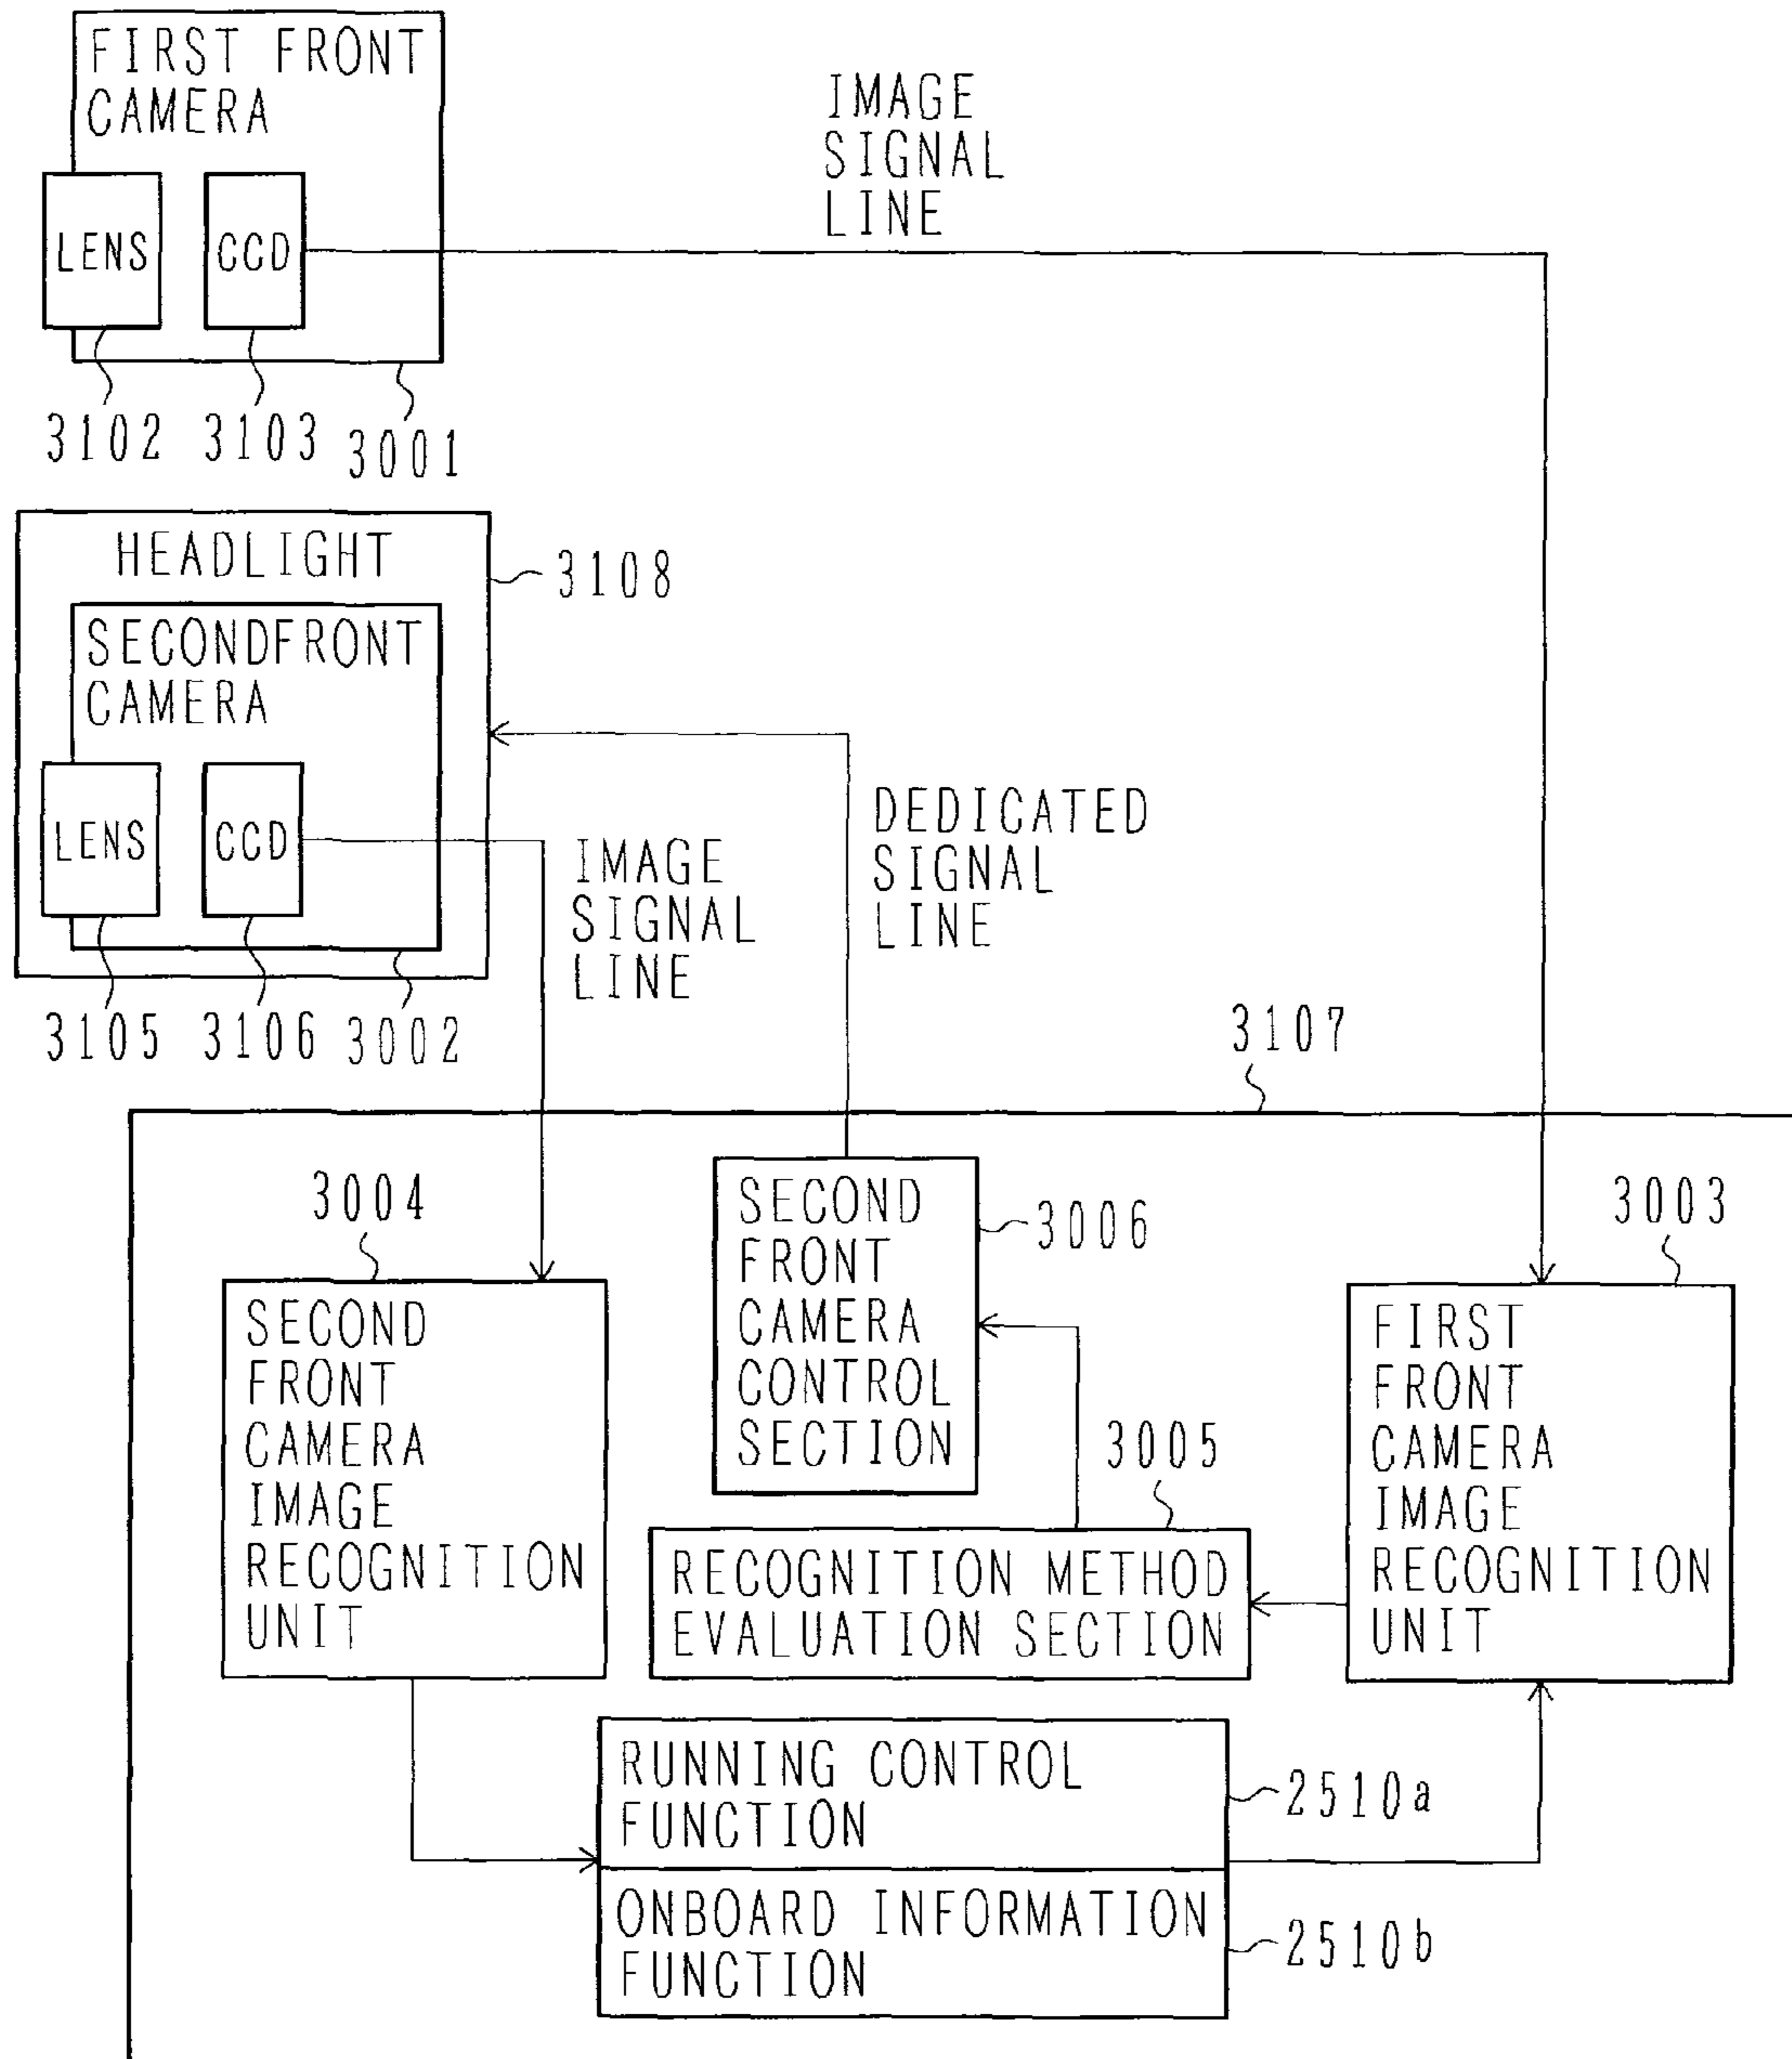 FIRST FRONT
CAMERA
LENS
CCD
3102
3103
3001
IMAGE
SIGNAL
LINE
HEADLIGHT
3108
SECONDFRONT
CAMERA
LENS
CCD
3105
3106
3002
IMAGE
SIGNAL
LINE
DEDICATED
SIGNAL
LINE
3107
3004
SECOND
FRONT
CAMERA
IMAGE
RECOGNITION
UNIT
SECOND
FRONT
CAMERA
CONTROL
SECTION
3006
3003
FIRST
FRONT
CAMERA
IMAGE
RECOGNITION
UNIT
3005
RECOGNITION METHOD
EVALUATION SECTION
RUNNING CONTROL
FUNCTION
2510a
ONBOARD INFORMATION
FUNCTION
2510b